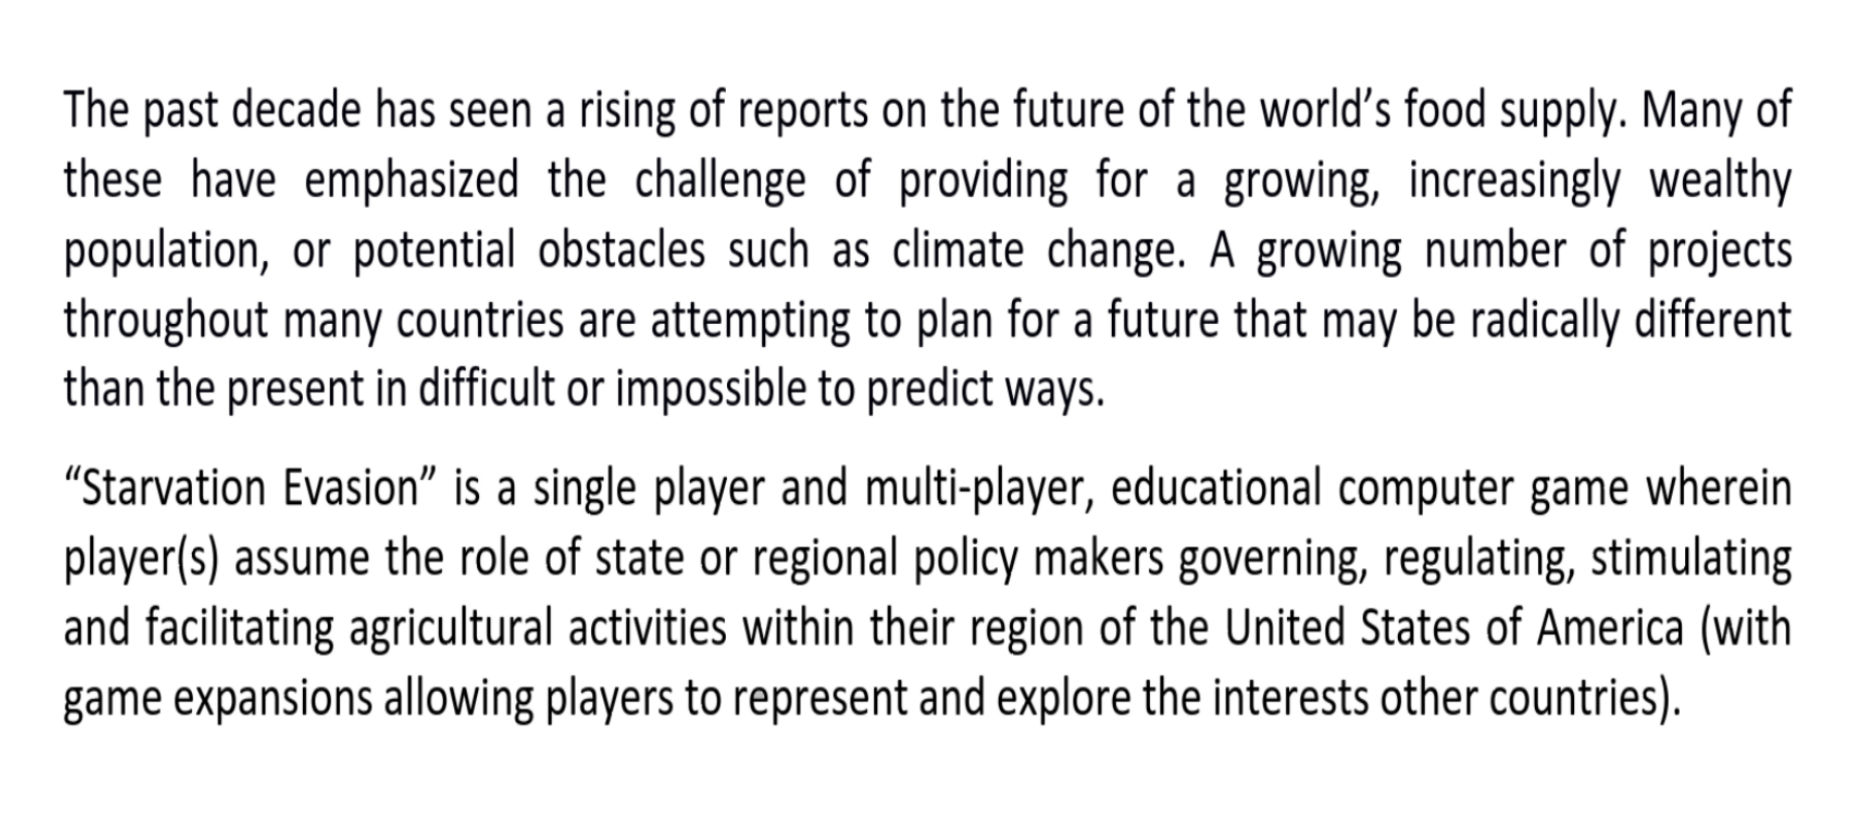 The past decade has seen a rising of reports on the future of the world’s food supply. Many of
these have emphasized the challenge of providing for a growing, increasingly wealthy
population, or potential obstacles such as climate change. A growing number of projects
throughout many countries are attempting to plan for a future that may be radically different
than the present in difficult or impossible to predict ways.
“Starvation Evasion” is a single player and multi-player, educational computer game wherein
player(s) assume the role of state or regional policy makers governing, regulating, stimulating
and facilitating agricultural activities within their region of the United States of America (with
game expansions allowing players to represent and explore the interests other countries).